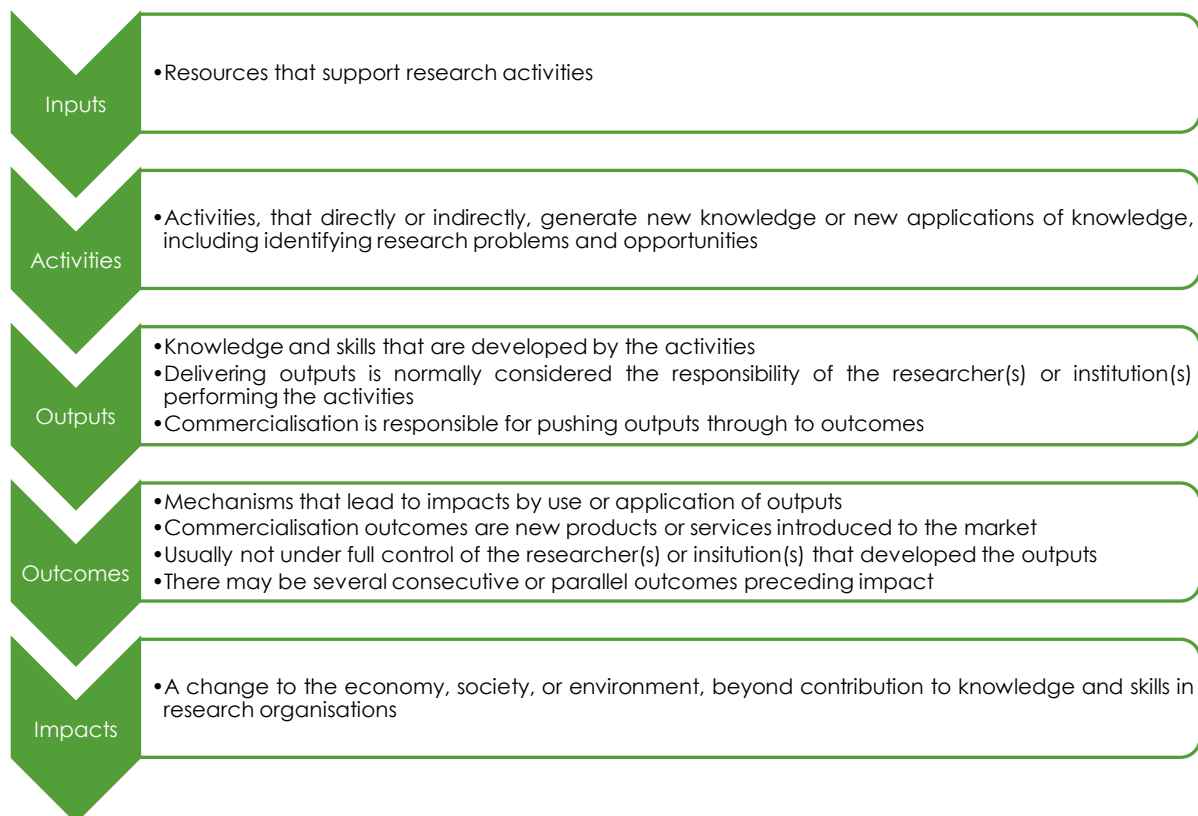 Inputs
•Resources that support research activities
Activities
•Activities, that directly or indirectly, generate new knowledge or new applications of knowledge,
including identifying research problems and opportunities
Outputs
•Knowledge and skills that are developed by the activities
•Delivering outputs is normally considered the responsibility of the researcher(s) or institution(s)
performing the activities
•Commercialisation is responsible for pushing outputs through to outcomes
Outcomes
•Mechanisms that lead to impacts by use or application of outputs
•Commercialisation outcomes are new products or services introduced to the market
•Usually not under full control of the researcher(s) or insitution(s) that developed the outputs
•There may be several consecutive or parallel outcomes preceding impact
Impacts
•A change to the economy, society, or environment, beyond contribution to knowledge and skills in
research organisations